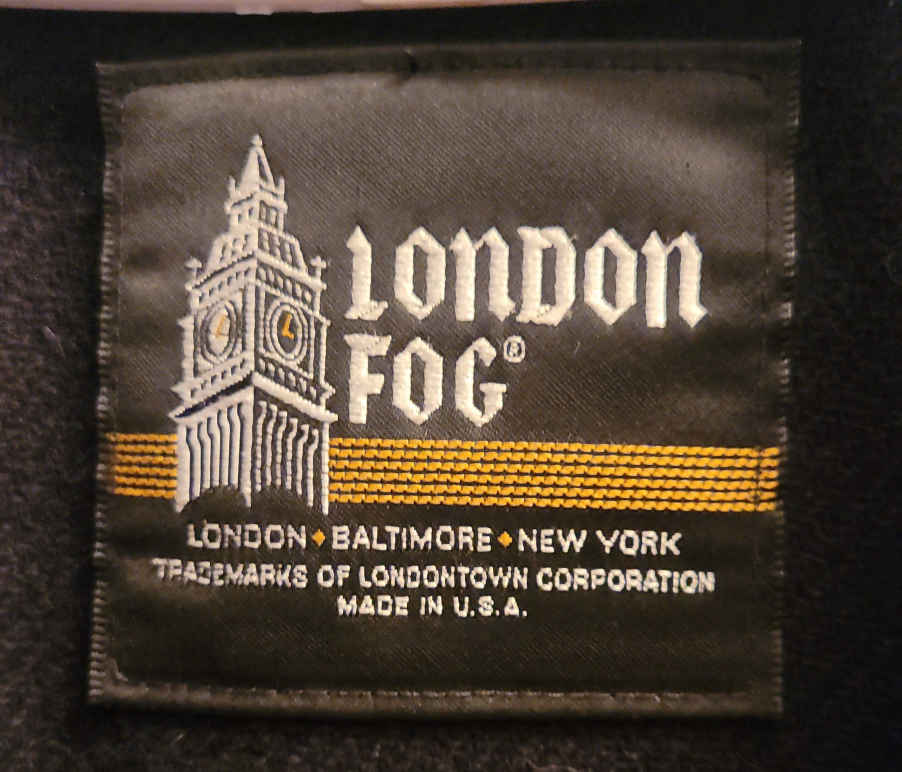 LONDON
FOG®
L L
LONDON ♦ BALTIMORE ♦ NEW YORK
TRADEMARKS OF LONDONTOWN CORPORATION
MADE IN U.S.A.